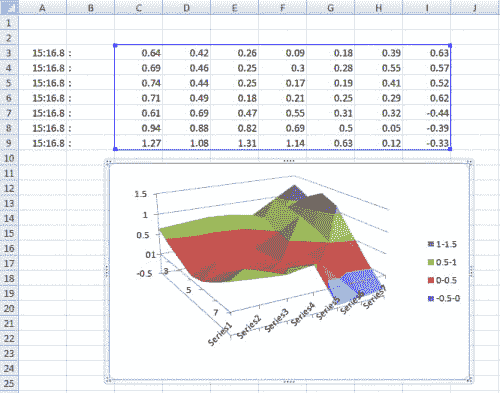 A B C D E F G H I J
1
2
3 15:16.8 : 0.64 0.42 0.26 0.09 0.18 0.39 0.63
4 15:16.8 : 0.69 0.46 0.25 0.3 0.28 0.55 0.57
5 15:16.8 : 0.74 0.44 0.25 0.17 0.19 0.41 0.52
6 15:16.8 : 0.71 0.49 0.18 0.21 0.25 0.29 0.62
7 15:16.8 : 0.61 0.69 0.47 0.55 0.31 0.32 -0.44
8 15:16.8 : 0.94 0.88 0.82 0.69 0.5 0.05 -0.39
9 15:16.8 : 1.27 1.08 1.31 1.14 0.63 0.12 -0.33
10
11
12
13 1.5
14 1
15 0.5
16 1-1.5
17 01 0.5-1
18 -0.5 3 0-0.5
19 5 -0.5-0
20 7
21 Series1 Series2 Series3 Series4 Series5 Series6 Series7
22
23
24
25